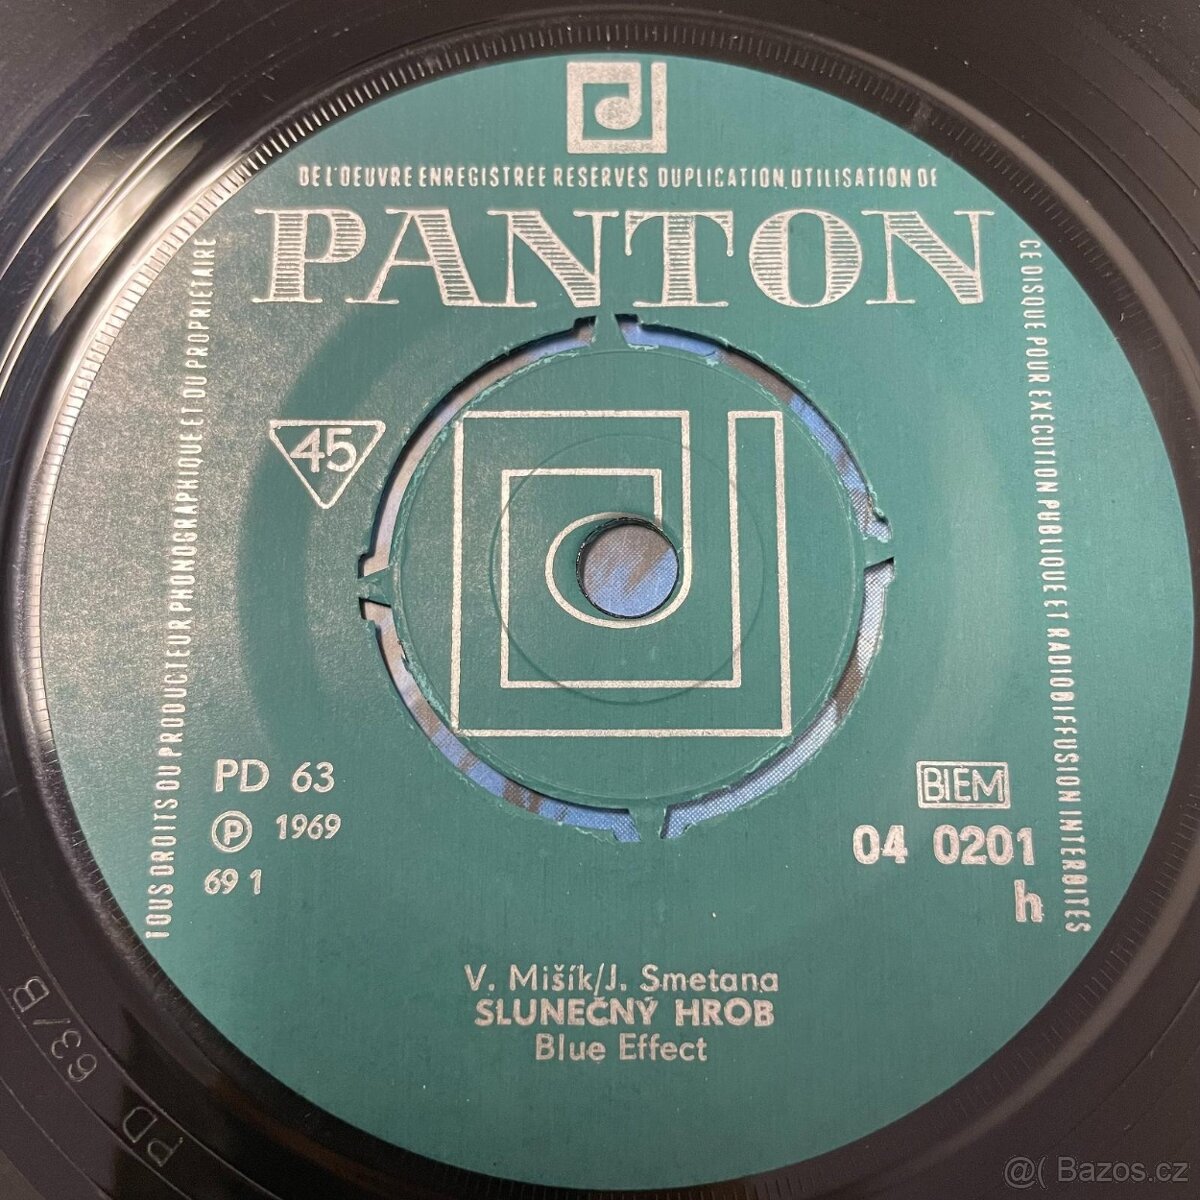 DE L'OEUVRE ENREGISTREE RESERVES DUPLICATION, UTILISATION DE
PANTON
TOUS DROITS DU PRODUCTEUR PHONOGRAPHIQUE ET DU PROPRIETAIRE
CE DISQUE POUR EXECUTION PUBLIQUE ET RADIODIFFUSION INTERDITES
45
PD 63
Ⓟ 1969
69 1
BIEM
04 0201
h
V. Mišík/J. Smetana
SLUNEČNÝ HROB
Blue Effect
PD 63/B
@( Bazos.cz